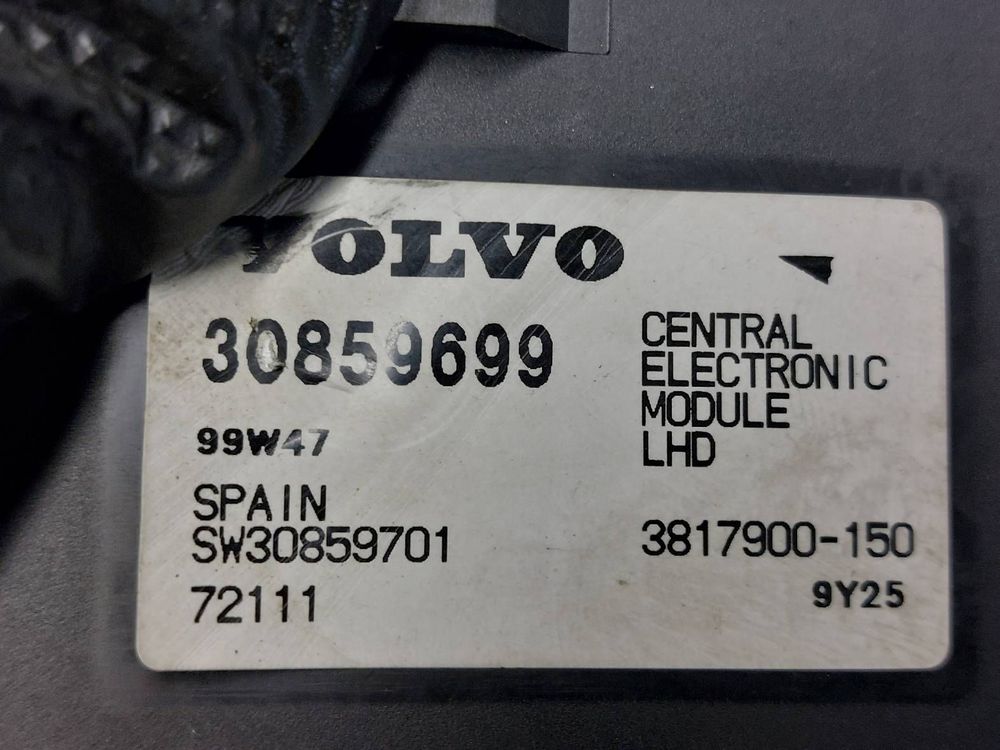 VOLVO
30859699
99W47
SPAIN
SW30859701
72111
CENTRAL
ELECTRONIC
MODULE
LHD
3817900-150
9Y25